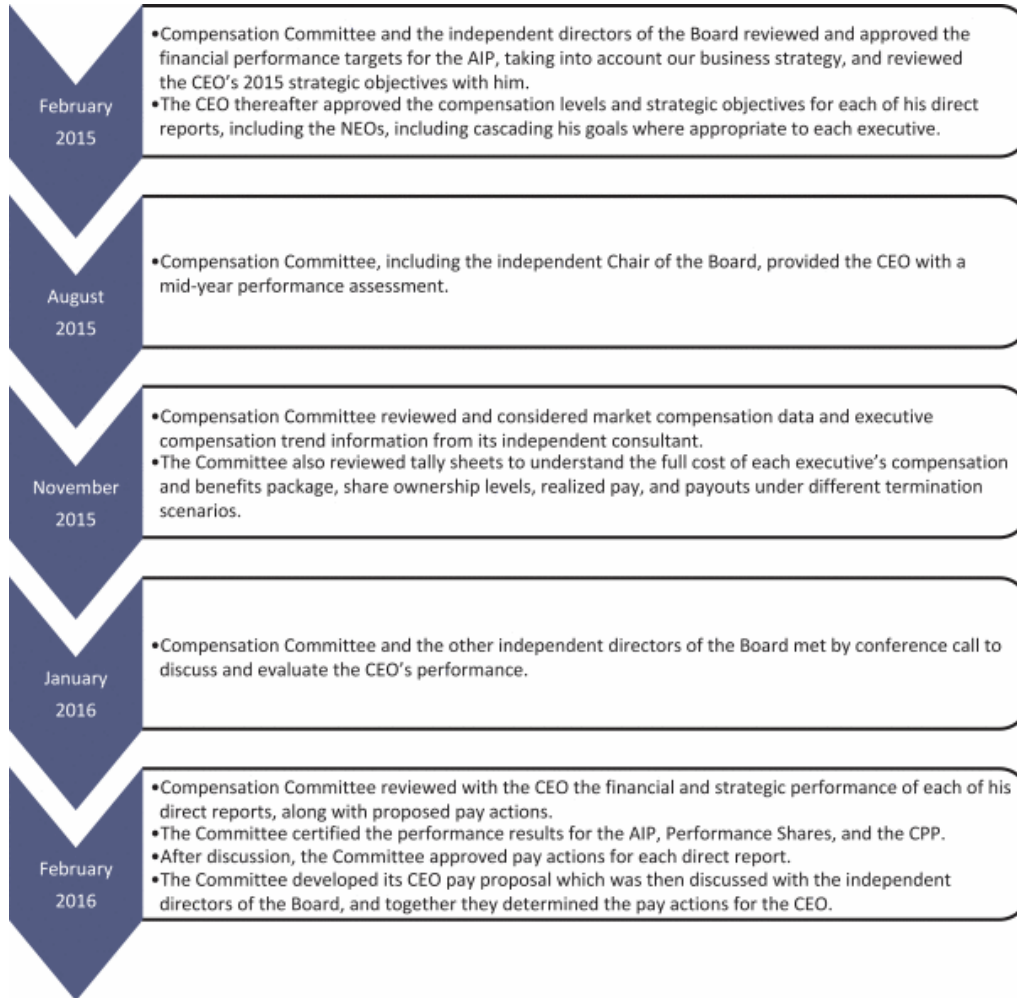 February
2015
•Compensation Committee and the independent directors of the Board reviewed and approved the
financial performance targets for the AIP, taking into account our business strategy, and reviewed
the CEO’s 2015 strategic objectives with him.
•The CEO thereafter approved the compensation levels and strategic objectives for each of his direct
reports, including the NEOs, including cascading his goals where appropriate to each executive.
August
2015
•Compensation Committee, including the independent Chair of the Board, provided the CEO with a
mid-year performance assessment.
November
2015
•Compensation Committee reviewed and considered market compensation data and executive
compensation trend information from its independent consultant.
•The Committee also reviewed tally sheets to understand the full cost of each executive’s compensation
and benefits package, share ownership levels, realized pay, and payouts under different termination
scenarios.
January
2016
•Compensation Committee and the other independent directors of the Board met by conference call to
discuss and evaluate the CEO’s performance.
February
2016
•Compensation Committee reviewed with the CEO the financial and strategic performance of each of his
direct reports, along with proposed pay actions.
•The Committee certified the performance results for the AIP, Performance Shares, and the CPP.
•After discussion, the Committee approved pay actions for each direct report.
•The Committee developed its CEO pay proposal which was then discussed with the independent
directors of the Board, and together they determined the pay actions for the CEO.